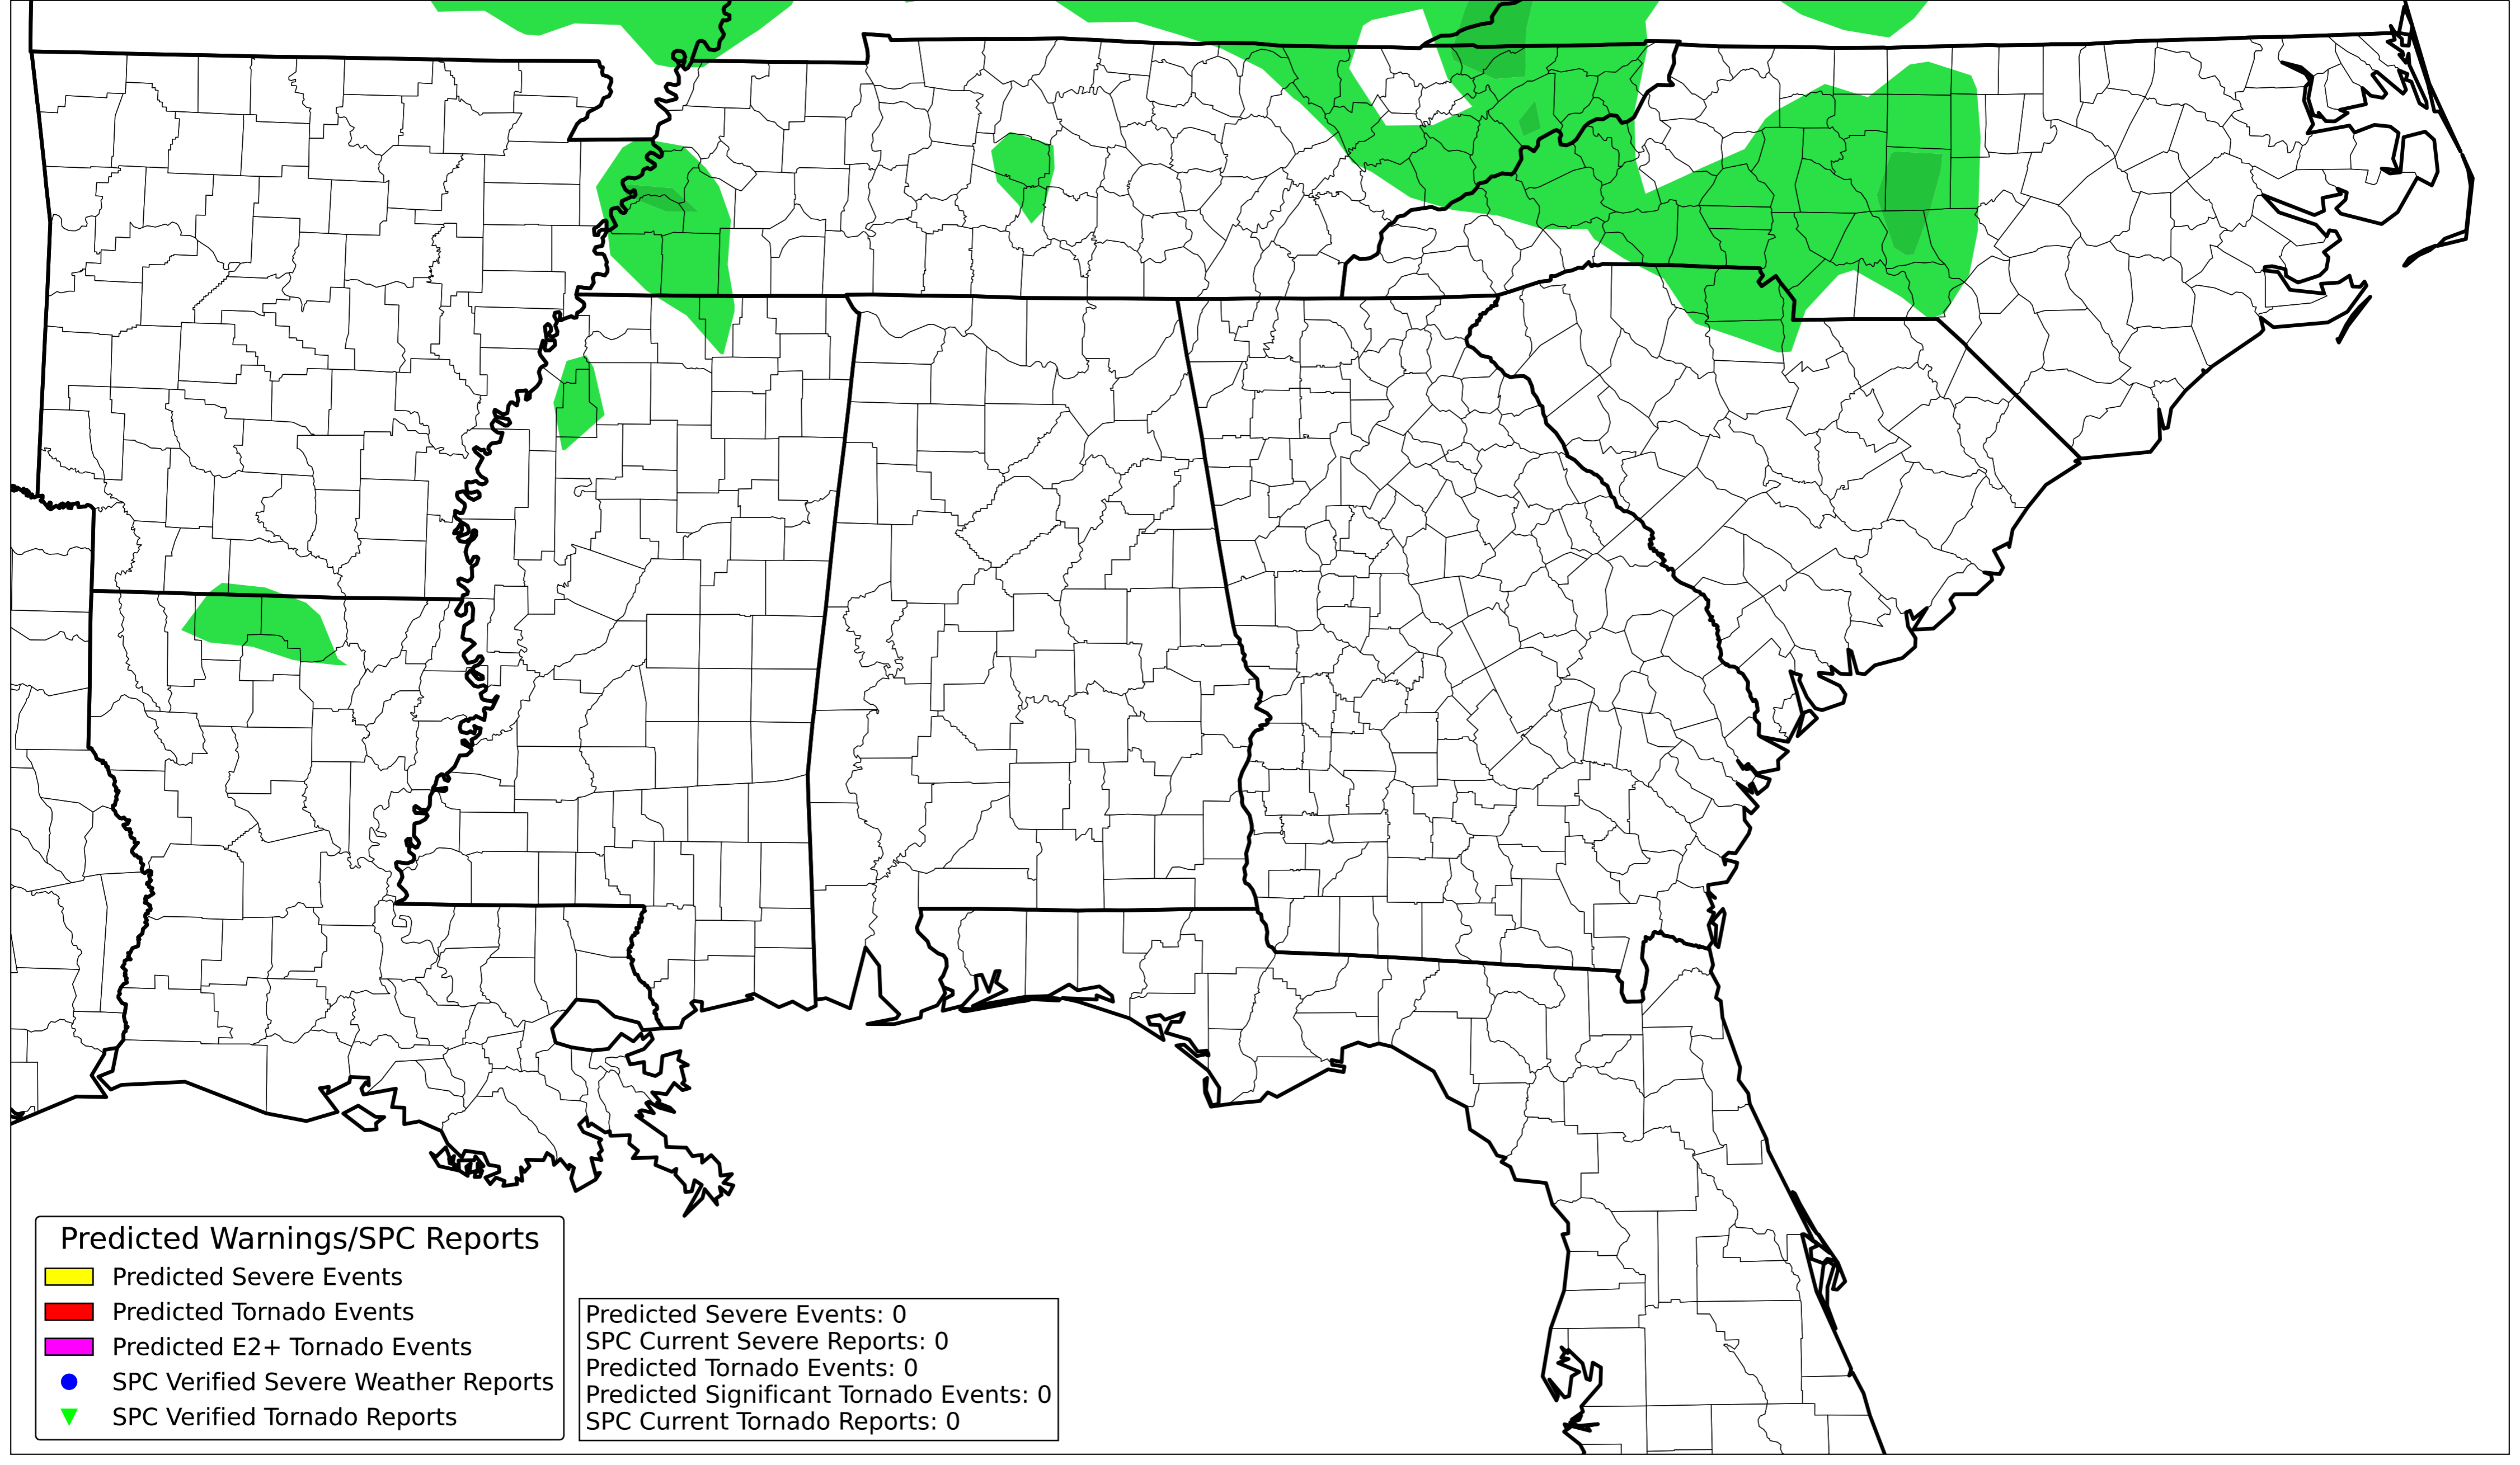 Predicted Warnings/SPC Reports
Predicted Severe Events
Predicted Tornado Events
Predicted E2+ Tornado Events
SPC Verified Severe Weather Reports
SPC Verified Tornado Reports
Predicted Severe Events: 0
SPC Current Severe Reports: 0
Predicted Tornado Events: 0
Predicted Significant Tornado Events: 0
SPC Current Tornado Reports: 0